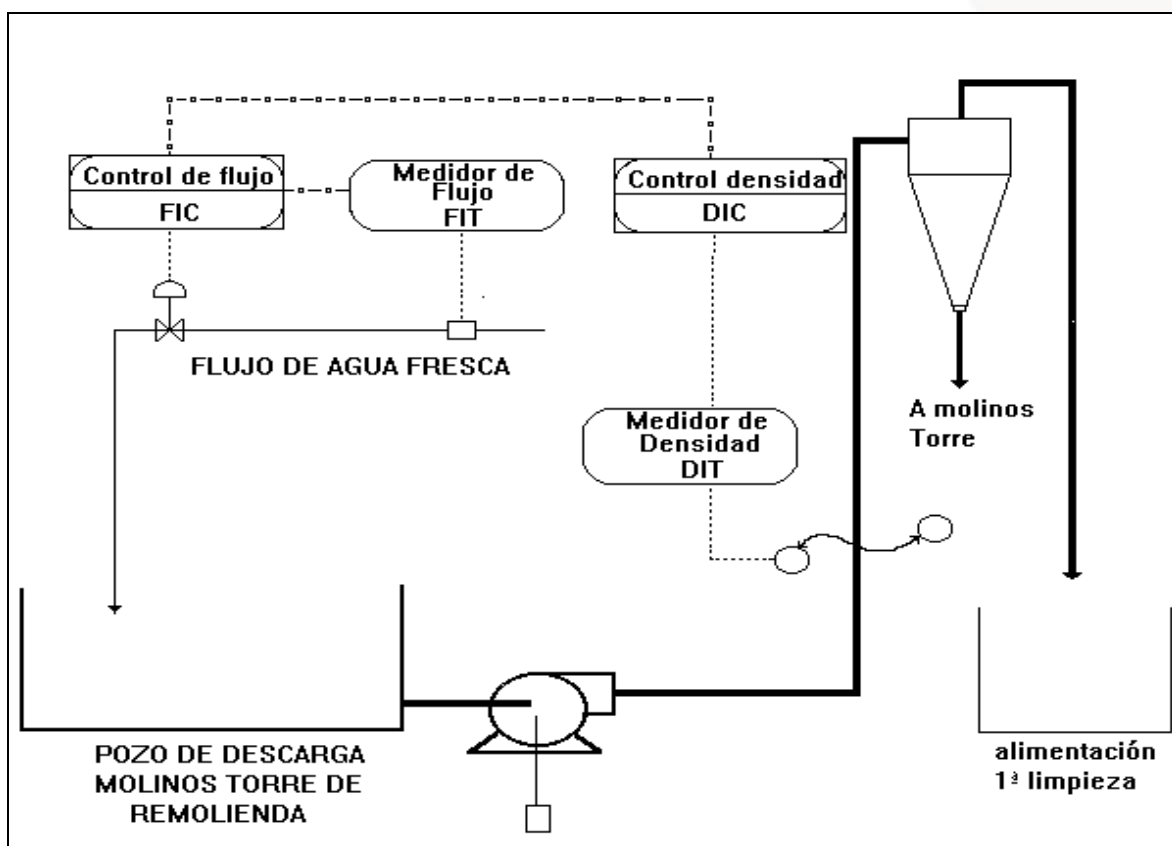 Control de flujo
FIC
Medidor de
Flujo
FIT
Control densidad
DIC
FLUJO DE AGUA FRESCA
A molinos
Torre
Medidor de
Densidad
DIT
POZO DE DESCARGA
MOLINOS TORRE DE
REMOLIENDA
alimentación
1ª limpieza